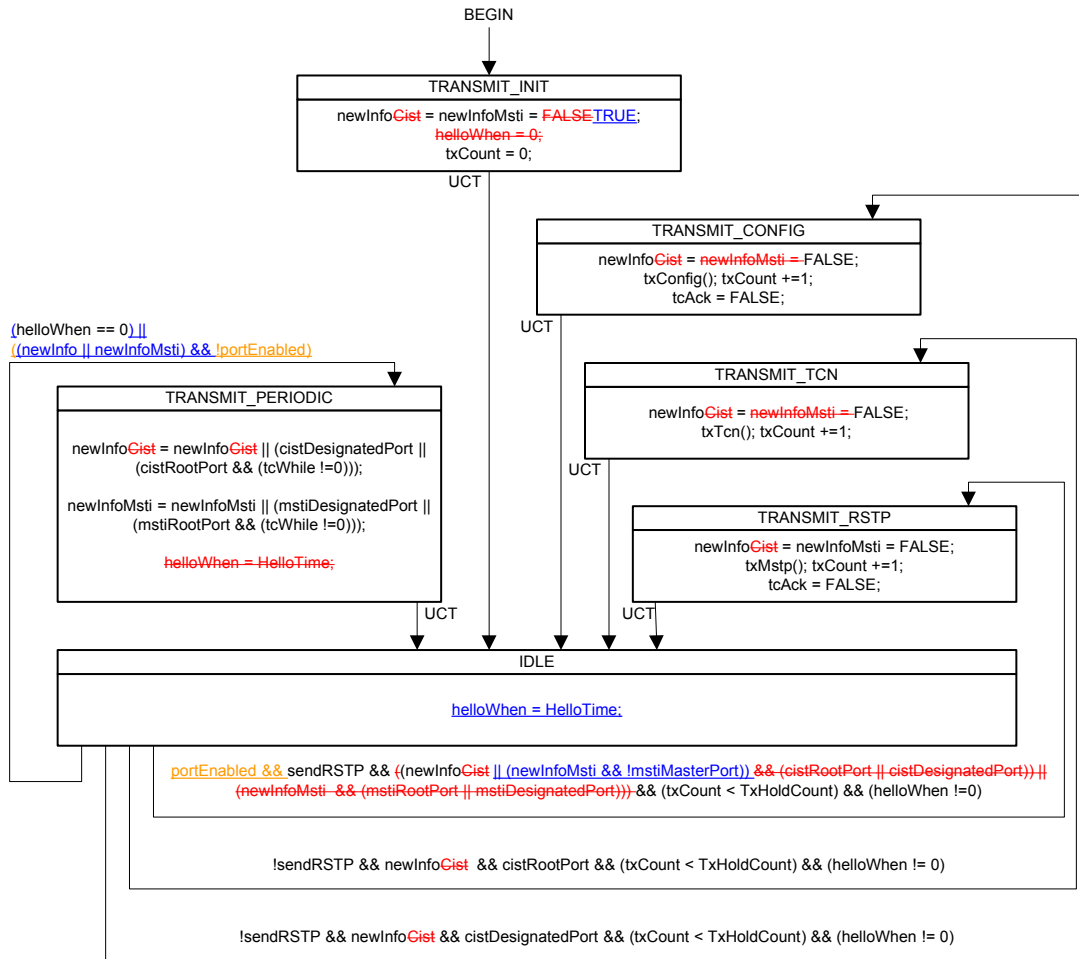 BEGIN
TRANSMIT_INIT
newInfoCist = newInfoMsti = FALSETRUE;
helloWhen = 0;
txCount = 0;
UCT
TRANSMIT_CONFIG
newInfoCist = newInfoMsti = FALSE;
txConfig(); txCount +=1;
tcAck = FALSE;
UCT
(helloWhen == 0) ||
((newInfo || newInfoMsti) && !portEnabled)
TRANSMIT_TCN
newInfoCist = newInfoMsti = FALSE;
txTcn(); txCount +=1;
UCT
TRANSMIT_PERIODIC
newInfoCist = newInfoCist || (cistDesignatedPort ||
(cistRootPort && (tcWhile !=0)));
newInfoMsti = newInfoMsti || (mstiDesignatedPort ||
(mstiRootPort && (tcWhile !=0)));
helloWhen = HelloTime;
UCT
TRANSMIT_RSTP
newInfoCist = newInfoMsti = FALSE;
txMstp(); txCount +=1;
tcAck = FALSE;
UCT
IDLE
helloWhen = HelloTime;
portEnabled && sendRSTP && ((newInfoCist || (newInfoMsti && !mstiMasterPort)) && (cistRootPort || cistDesignatedPort)) ||
(newInfoMsti && (mstiRootPort || mstiDesignatedPort))) && (txCount < TxHoldCount) && (helloWhen !=0)
!sendRSTP && newInfoCist && cistRootPort && (txCount < TxHoldCount) && (helloWhen != 0)
!sendRSTP && newInfoCist && cistDesignatedPort && (txCount < TxHoldCount) && (helloWhen != 0)